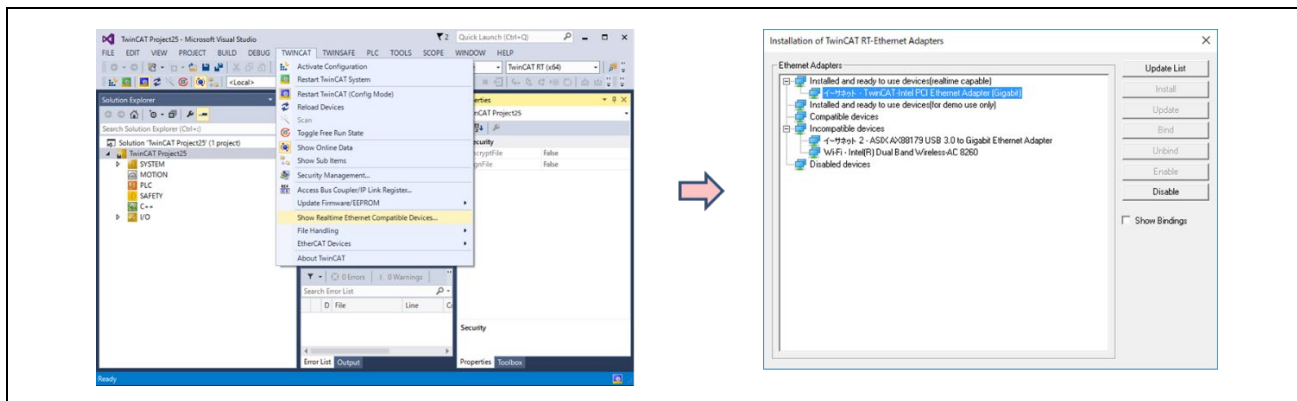 TwinCAT Project25 - Microsoft Visual Studio
2
Quick Launch (Ctrl+Q)
FILE EDIT VIEW PROJECT BUILD DEBUG TWINCAT TWINSAFE PLC TOOLS SCOPE WINDOW HELP
TwinCAT RT (x64)
<Local>
Activate Configuration
Restart TwinCAT System
Restart TwinCAT (Config Mode)
Reload Devices
Scan
Toggle Free Run State
Show Online Data
Show Sub Items
Security Management...
Access Bus Coupler/IP Link Register...
Update Firmware/EEPROM
Show Realtime Ethernet Compatible Devices...
File Handling
EtherCAT Devices
About TwinCAT
Solution Explorer
Search Solution Explorer (Ctrl+;)
Solution 'TwinCAT Project25' (1 project)
TwinCAT Project25
SYSTEM
MOTION
PLC
SAFETY
C++
I/O
erties
nCAT Project25
curity
cryptFile False
gnFile False
0 Errors 0 Warnings
Search Error List
D File Line
Error List Output
Security
Properties Toolbox
Ready
Installation of TwinCAT RT-Ethernet Adapters
Ethernet Adapters
Installed and ready to use devices(realtime capable)
イーサネット - TwinCAT-Intel PCI Ethernet Adapter (Gigabit)
Installed and ready to use devices(for demo use only)
Compatible devices
Incompatible devices
イーサネット 2 - ASIX AX88179 USB 3.0 to Gigabit Ethernet Adapter
Wi-Fi - Intel(R) Dual Band Wireless-AC 8260
Disabled devices
Update List
Install
Update
Bind
Unbind
Enable
Disable
Show Bindings